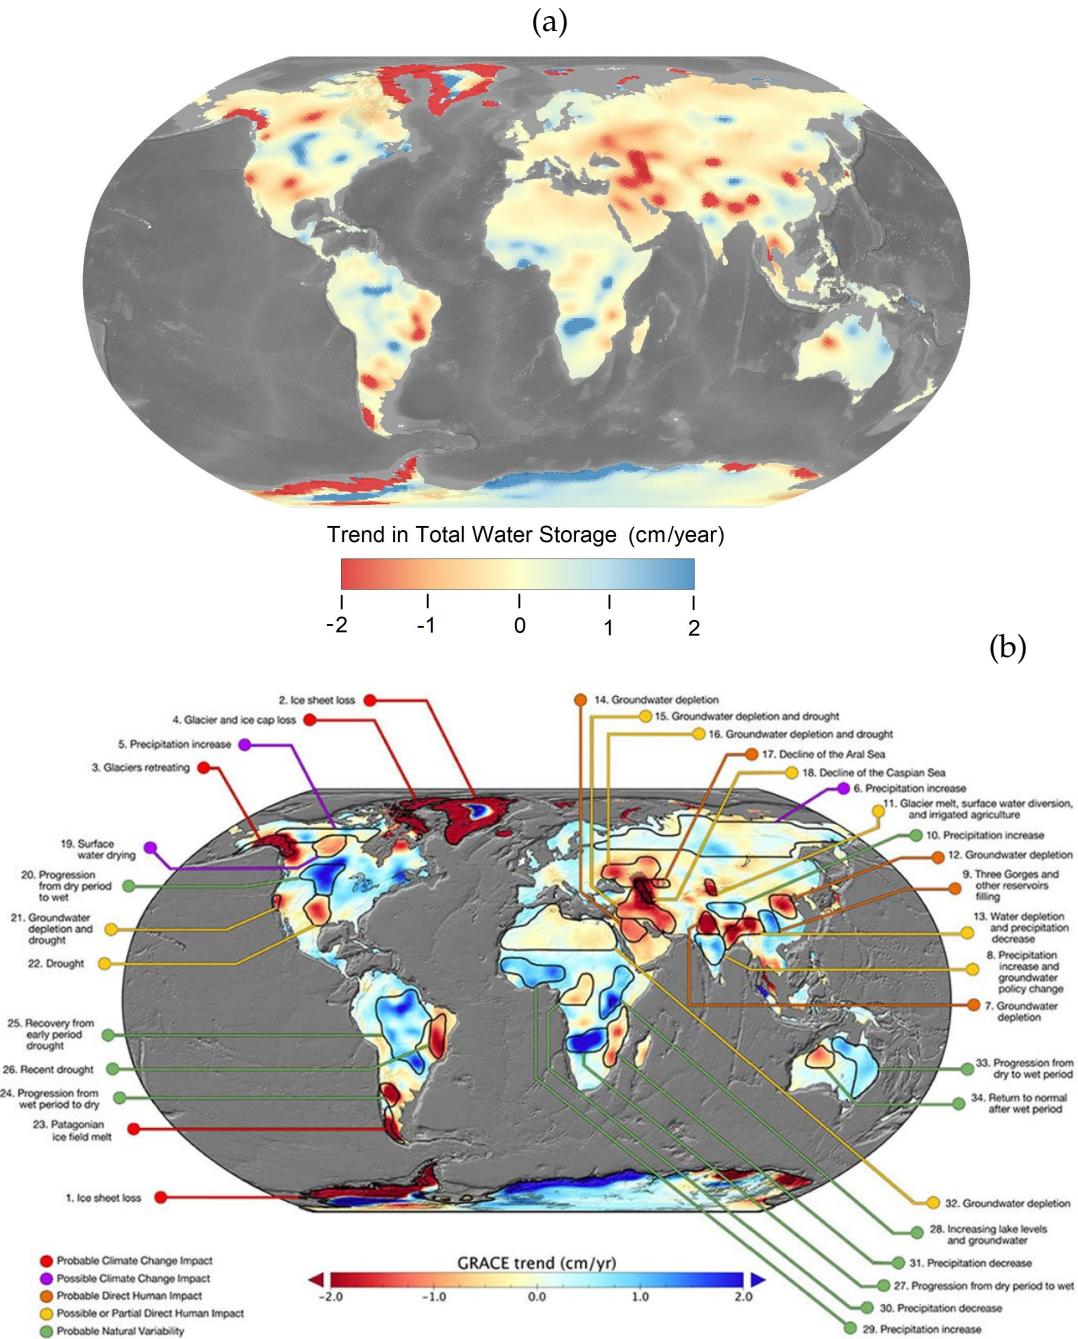 (a)
Trend in Total Water Storage (cm/year)
-2
-1
0
1
2
(b)
2. Ice sheet loss
4. Glacier and ice cap loss
5. Precipitation increase
3. Glaciers retreating
19. Surface
water drying
20. Progression
from dry period
to wet
21. Groundwater
depletion and
drought
22. Drought
25. Recovery from
early period
drought
26. Recent drought
24. Progression from
wet period to dry
23. Patagonian
ice field melt
1. Ice sheet loss
14. Groundwater depletion
15. Groundwater depletion and drought
16. Groundwater depletion and drought
17. Decline of the Aral Sea
18. Decline of the Caspian Sea
6. Precipitation increase
11. Glacier melt, surface water diversion,
and irrigated agriculture
10. Precipitation increase
12. Groundwater depletion
9. Three Gorges and
other reservoirs
filling
13. Water depletion
and precipitation
decrease
8. Precipitation
increase and
groundwater
policy change
7. Groundwater
depletion
33. Progression from
dry to wet period
34. Return to normal
after wet period
32. Groundwater depletion
28. Increasing lake levels
and groundwater
31. Precipitation decrease
27. Progression from dry period to wet
30. Precipitation decrease
29. Precipitation increase
Probable Climate Change Impact
Possible Climate Change Impact
Probable Direct Human Impact
Possible or Partial Direct Human Impact
Probable Natural Variability
GRACE trend (cm/yr)
-2.0
-1.0
0.0
1.0
2.0